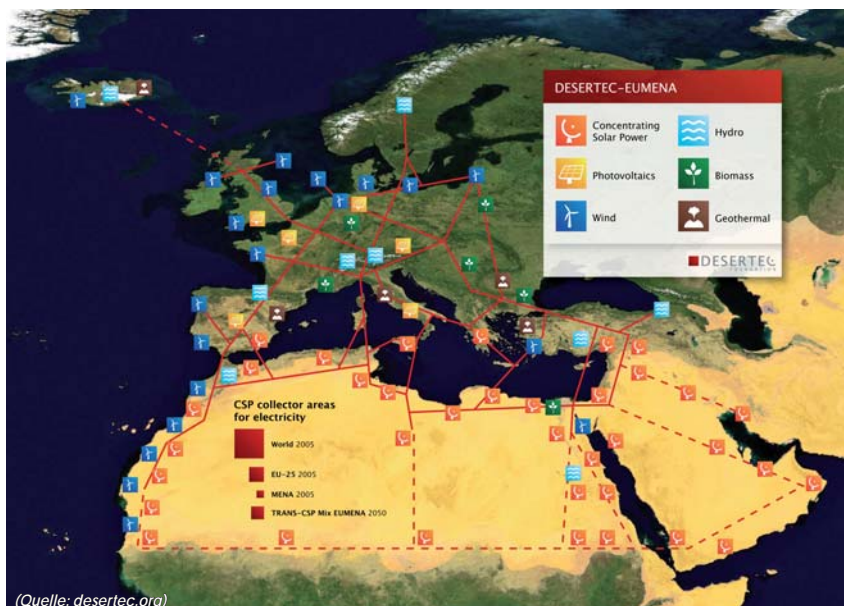 DESERTEC-EUMENA
Concentrating
Solar Power
Hydro
Photovoltaics
Biomass
Wind
Geothermal
DESERTEC
FOUNDATION
CSP collector areas
for electricity
World 2005
EU-25 2005
MENA 2005
TRANS-CSP Mix EUMENA 2050
(Quelle: desertec.org)